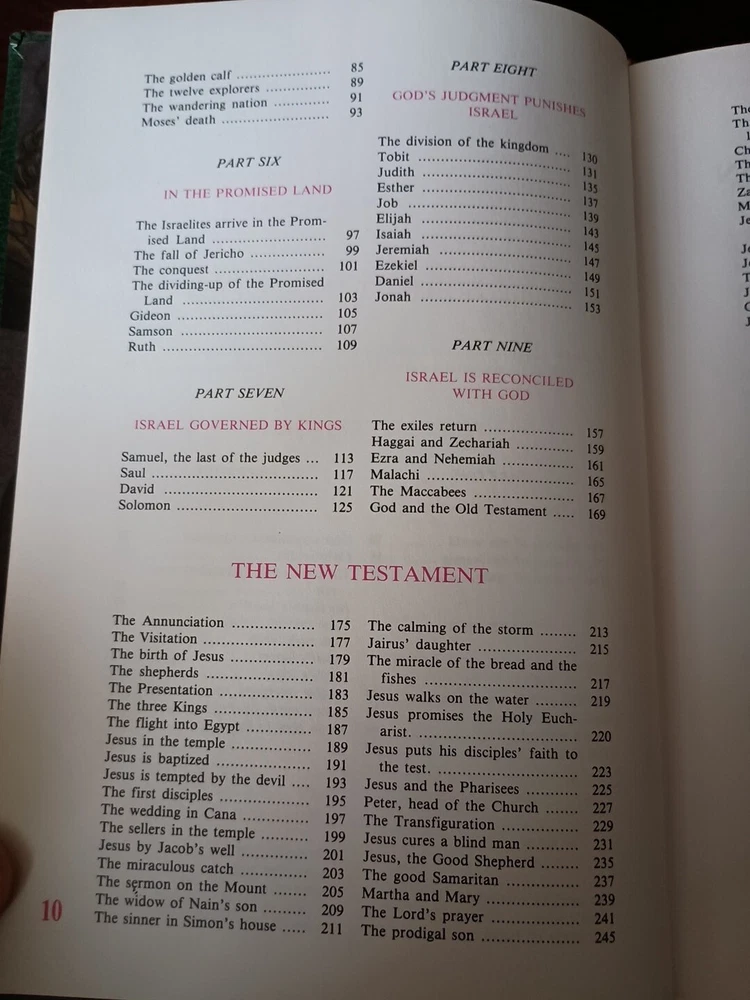 The golden calf ...................... 85
The twelve explorers ............... 89
The wandering nation .............. 91
Moses' death ......................... 93
PART SIX
IN THE PROMISED LAND
The Israelites arrive in the Prom-
ised Land .......................... 97
The fall of Jericho .................. 99
The conquest ......................... 101
The dividing-up of the Promised
Land ................................ 103
Gideon ................................. 105
Samson ................................ 107
Ruth .................................... 109
PART SEVEN
ISRAEL GOVERNED BY KINGS
Samuel, the last of the judges ... 113
Saul ..................................... 117
David ................................... 121
Solomon ............................... 125
PART EIGHT
GOD'S JUDGMENT PUNISHES
ISRAEL
The division of the kingdom .... 130
Tobit .................................... 131
Judith ................................... 135
Esther ................................... 137
Job ....................................... 139
Elijah .................................... 143
Isaiah .................................... 145
Jeremiah ................................ 147
Ezekiel .................................. 149
Daniel ................................... 151
Jonah .................................... 153
PART NINE
ISRAEL IS RECONCILED
WITH GOD
The exiles return ..................... 157
Haggai and Zechariah .............. 159
Ezra and Nehemiah ................. 161
Malachi ................................. 165
The Maccabees ....................... 167
God and the Old Testament ..... 169
THE NEW TESTAMENT
The Annunciation ................... 175
The Visitation ......................... 177
The birth of Jesus .................... 179
The shepherds ........................ 181
The Presentation ..................... 183
The three Kings ...................... 185
The flight into Egypt ............... 187
Jesus in the temple .................. 189
Jesus is baptized ..................... 191
Jesus is tempted by the devil .... 193
The first disciples .................... 195
The wedding in Cana ............... 197
The sellers in the temple .......... 199
Jesus by Jacob's well ............... 201
The miraculous catch ............... 203
The sermon on the Mount ....... 205
The widow of Nain's son ......... 209
The sinner in Simon's house ..... 211
The calming of the storm ........ 213
Jairus' daughter ...................... 215
The miracle of the bread and the
fishes ................................ 217
Jesus walks on the water ......... 219
Jesus promises the Holy Euch-
arist. ................................. 220
Jesus puts his disciples' faith to
the test. ............................. 223
Jesus and the Pharisees ........... 225
Peter, head of the Church ....... 227
The Transfiguration ................ 229
Jesus cures a blind man ........... 231
Jesus, the Good Shepherd ........ 235
The good Samaritan ................ 237
Martha and Mary .................... 239
The Lord's prayer ................... 241
The prodigal son ..................... 245
10